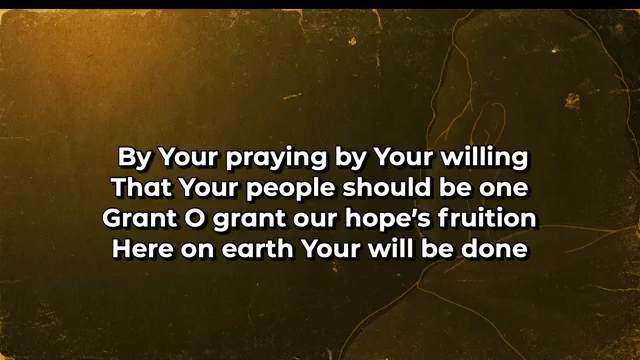 By Your praying by Your willing
That Your people should be one
Grant O grant our hope's fruition
Here on earth Your will be done